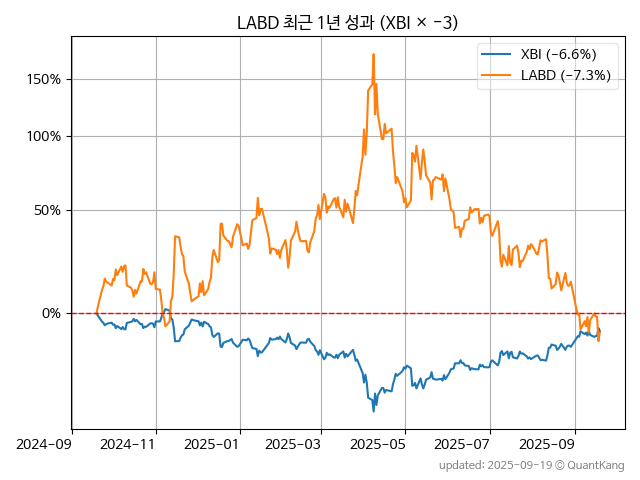 LABD 최근 1년 성과 (XBI × -3)
XBI (-6.6%)
LABD (-7.3%)
150%
100%
50%
0%
2024-09 2024-11 2025-01 2025-03 2025-05 2025-07 2025-09
updated: 2025-09-19 © QuantKang